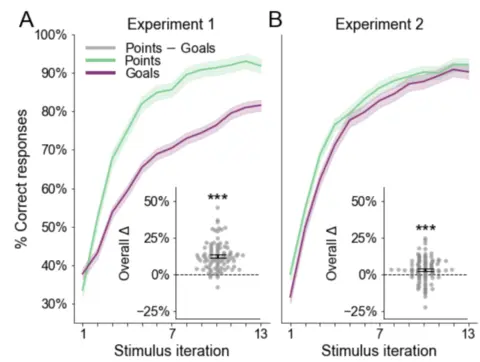 A
Experiment 1
B
Experiment 2
Points − Goals
Points
Goals
% Correct responses
100%
90%
80%
70%
60%
50%
40%
30%
Overall Δ
50%
25%
0%
−25%
***
1
7
13
Stimulus iteration
Overall Δ
50%
25%
0%
−25%
***
1
7
13
Stimulus iteration